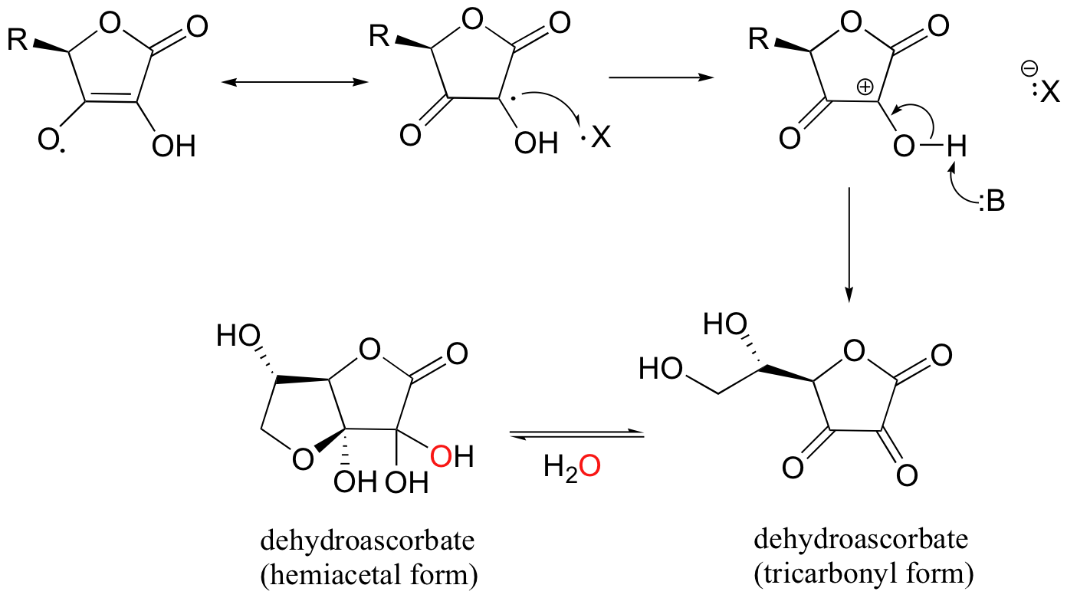 R O O
O. OH
R O O
O OH ·X
R O O
⊕
O O—H
:B
⊖
:X
HO O O
O OH OH OH
H2O
HO
HO O O
O O
dehydroascorbate
(hemiacetal form)
dehydroascorbate
(tricarbonyl form)